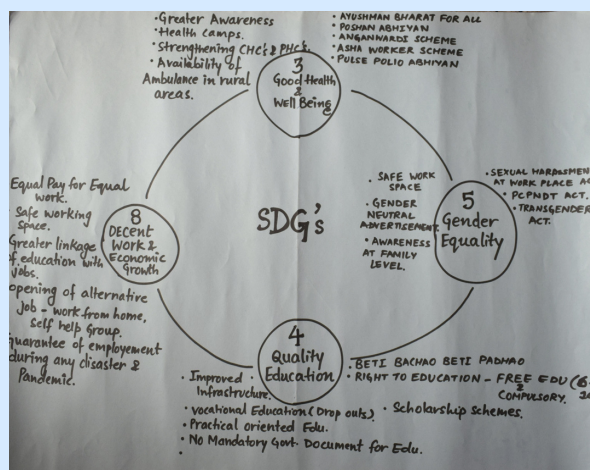 • Greater Awareness
• Health Camps.
• Strengthening CHC's & PHC's.
• Availability of
Ambulance in rural
areas.
• AYUSHMAN BHARAT FOR ALL
• POSHAN ABHIYAN
• ANGANWARDI SCHEME
• ASHA WORKER SCHEME
• PULSE POLIO ABHIYAN
3
Good Health
&
Well Being
SDG's
• SAFE WORK
SPACE
• GENDER
NEUTRAL
ADVERTISEMENT.
• AWARENESS
AT FAMILY
LEVEL.
5
Gender
Equality
• SEXUAL HARASSMEN
AT WORK PLACE AC
• PCPNDT ACT.
• TRANSGENDER
ACT.
Equal Pay for Equal
work.
Safe working
Space.
Greater linkage
of education with
Jobs.
opening of alternative
job - work from home,
Self help Group.
guarantee of employement
during any disaster &
Pandemic.
8
DECENT
Work &
Economic
Growth
4
Quality
Education
• Improved
Infrastructure.
• vocational Education (Drop outs).
• Practical oriented Edu.
• No Mandatory Govt. Document for Edu.
• BETI BACHAO BETI PADHAO
• RIGHT TO EDUCATION - FREE EDU
&
COMPULSORY.
• Scholarship Schemes.